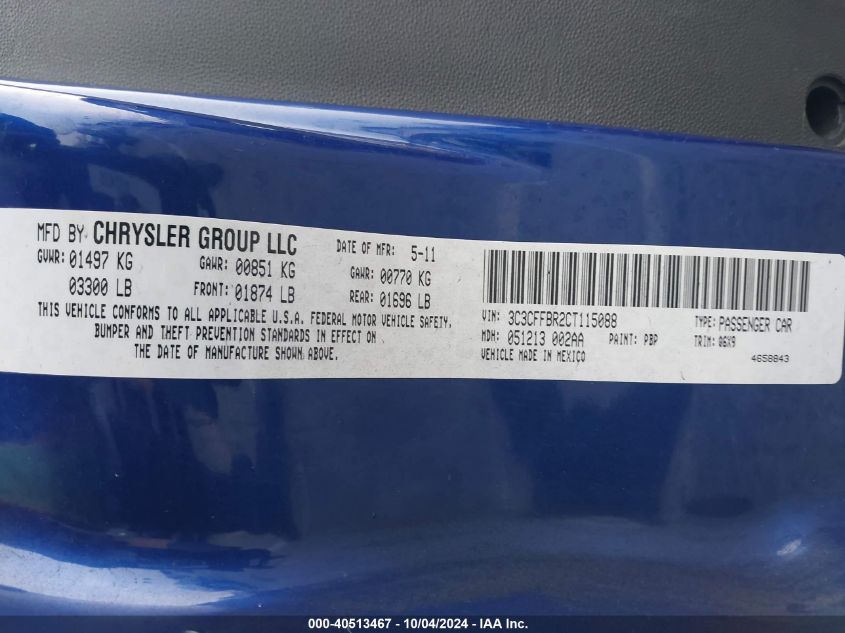 MFD BY: CHRYSLER GROUP LLC DATE OF MFR: 5-11
GVWR: 01497 KG GAWR: 00851 KG GAWR: 00770 KG
03300 LB FRONT: 01874 LB REAR: 01696 LB
THIS VEHICLE CONFORMS TO ALL APPLICABLE U.S.A. FEDERAL MOTOR VEHICLE SAFETY,
BUMPER AND THEFT PREVENTION STANDARDS IN EFFECT ON
THE DATE OF MANUFACTURE SHOWN ABOVE.
VIN: 3C3CFFBR2CT115088 TYPE: PASSENGER CAR
MDH: 051213 002AA PAINT: PBP TRIM: Q6X9
VEHICLE MADE IN MEXICO 4658843
000-40513467 - 10/04/2024 - IAA Inc.